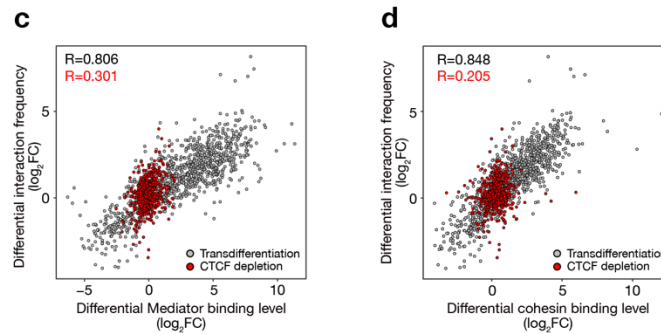 c
R=0.806
R=0.301
Differential interaction frequency
(log₂FC)
5
0
Transdifferentiation
CTCF depletion
−5
0
5
10
Differential Mediator binding level
(log₂FC)
d
R=0.848
R=0.205
Differential interaction frequency
(log₂FC)
5
0
Transdifferentiation
CTCF depletion
0
5
10
Differential cohesin binding level
(log₂FC)